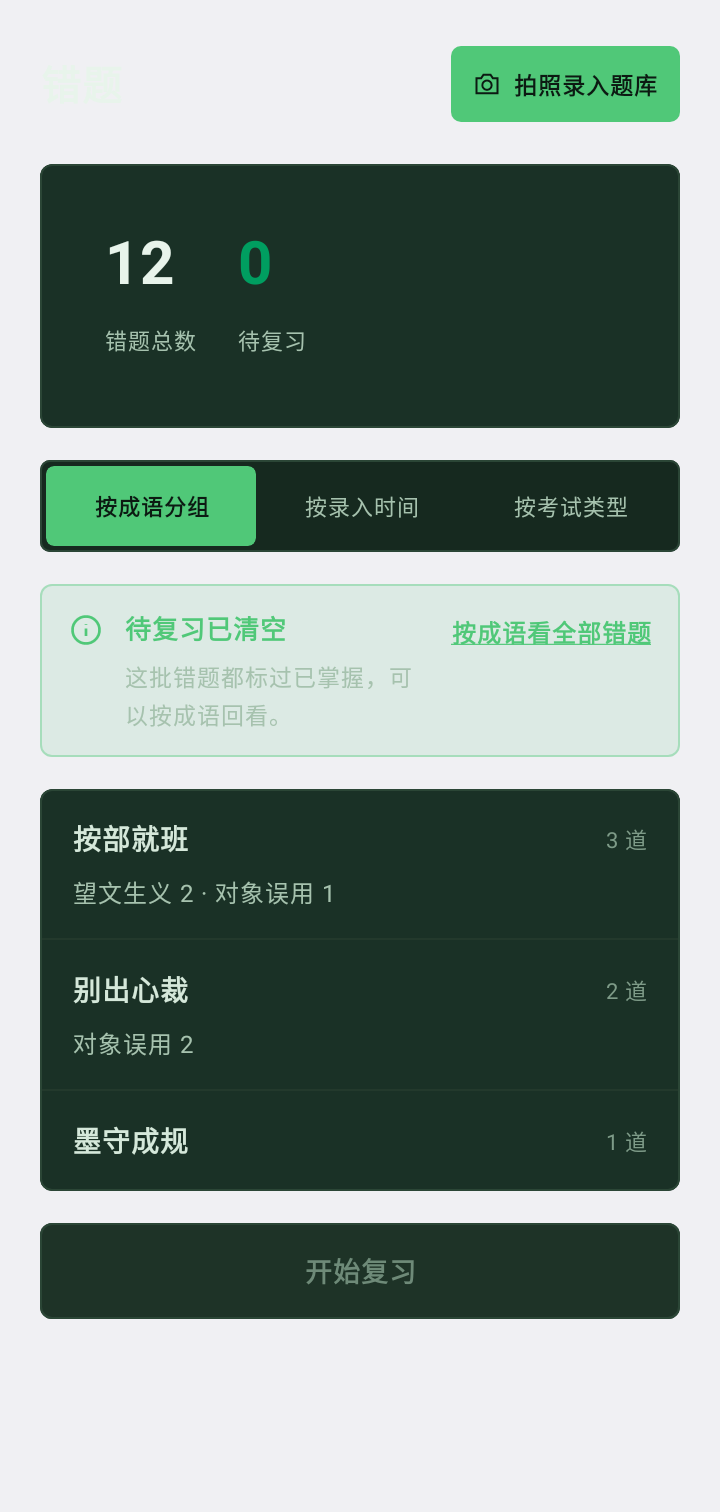 拍照录入题库
12
0
错题总数
待复习
按成语分组
按录入时间
按考试类型
待复习已清空
按成语看全部错题
这批错题都标过已掌握，可
以按成语回看。
按部就班
3 道
望文生义 2 · 对象误用 1
别出心裁
2 道
对象误用 2
墨守成规
1 道
开始复习